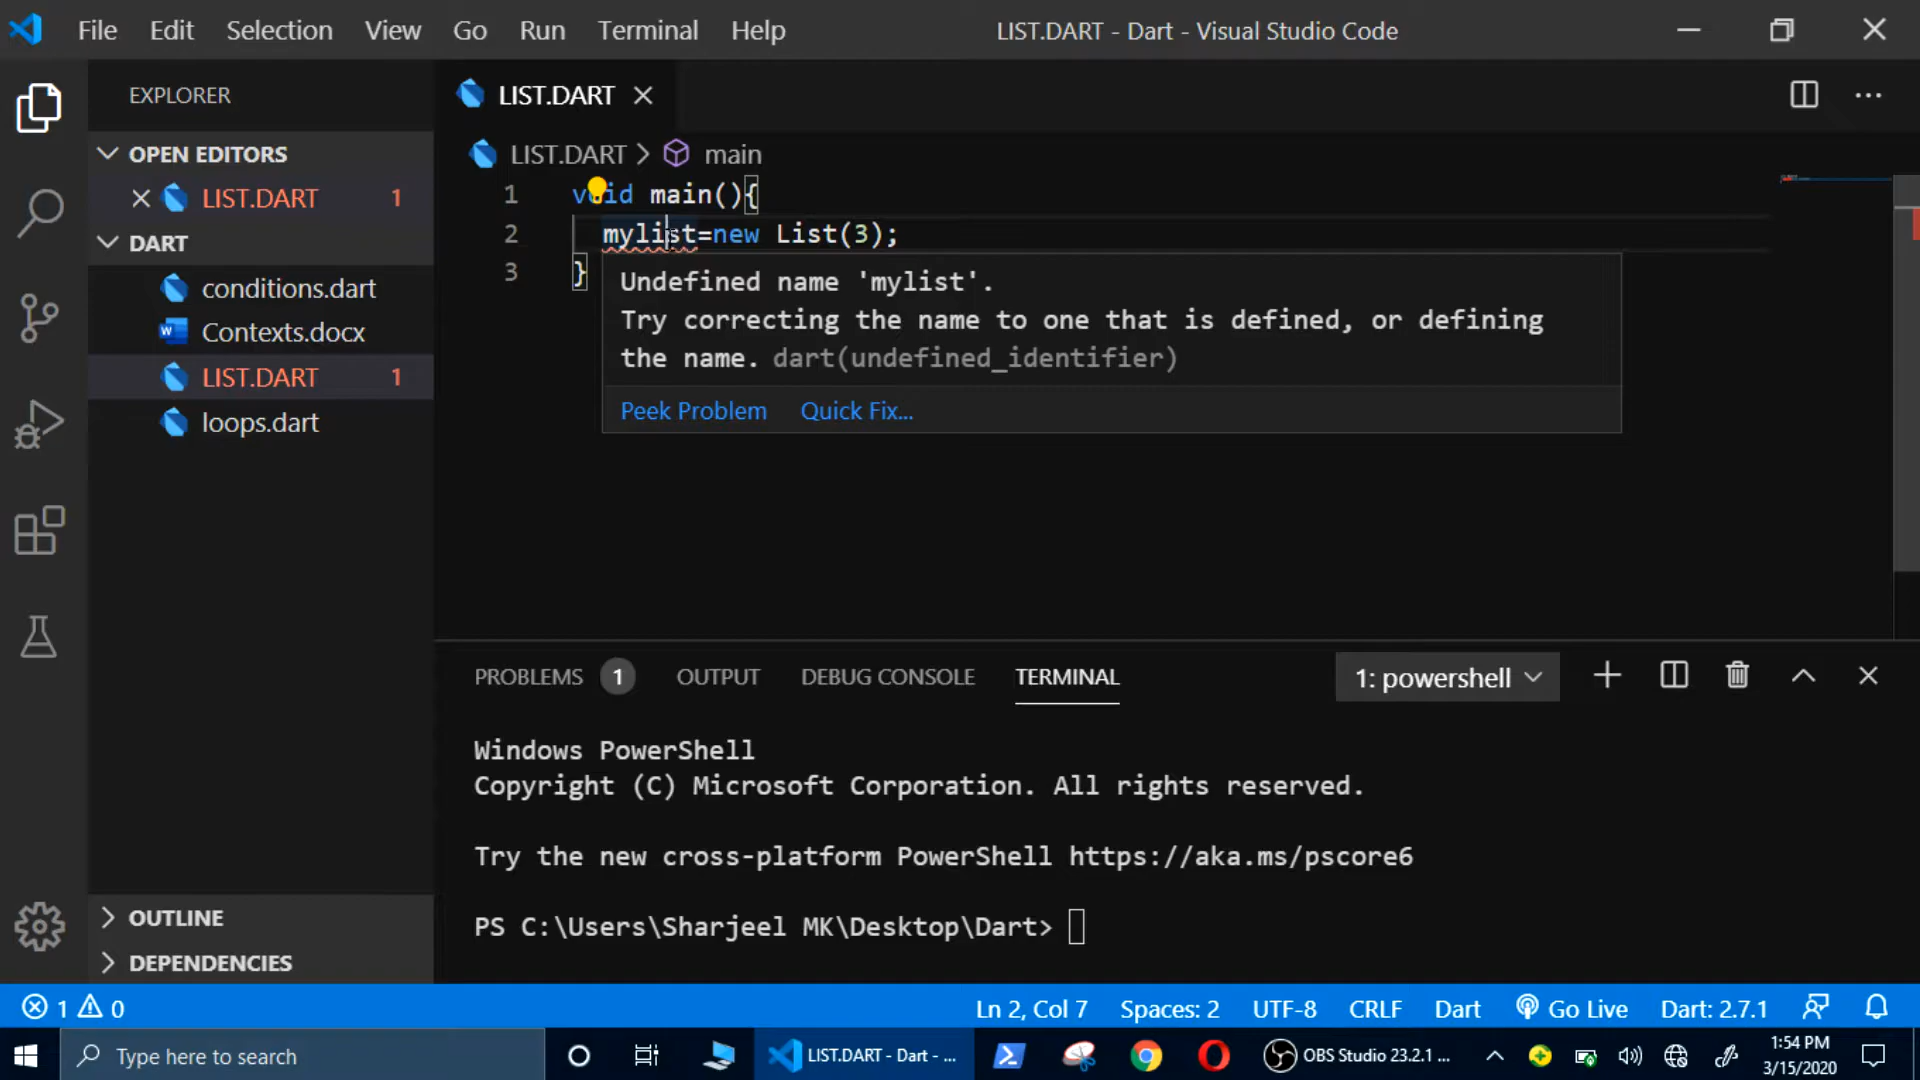 File Edit Selection View Go Run Terminal Help
LIST.DART - Dart - Visual Studio Code
EXPLORER
OPEN EDITORS
LIST.DART 1
DART
conditions.dart
Contexts.docx
LIST.DART 1
loops.dart
OUTLINE
DEPENDENCIES
LIST.DART
LIST.DART > main
1 void main(){
2 mylist=new List(3);
3 }
Undefined name 'mylist'.
Try correcting the name to one that is defined, or defining
the name. dart(undefined_identifier)
Peek Problem Quick Fix...
PROBLEMS 1 OUTPUT DEBUG CONSOLE TERMINAL 1: powershell
Windows PowerShell
Copyright (C) Microsoft Corporation. All rights reserved.
Try the new cross-platform PowerShell https://aka.ms/pscore6
PS C:\Users\Sharjeel MK\Desktop\Dart>
1 0 Ln 2, Col 7 Spaces: 2 UTF-8 CRLF Dart Go Live Dart: 2.7.1
Type here to search
LIST.DART - Dart - ...
OBS Studio 23.2.1 ...
1:54 PM
3/15/2020